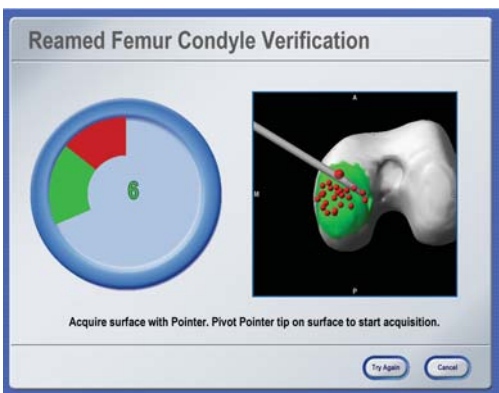 Reamed Femur Condyle Verification
6
A
M
P
Acquire surface with Pointer. Pivot Pointer tip on surface to start acquisition.
Try Again
Cancel